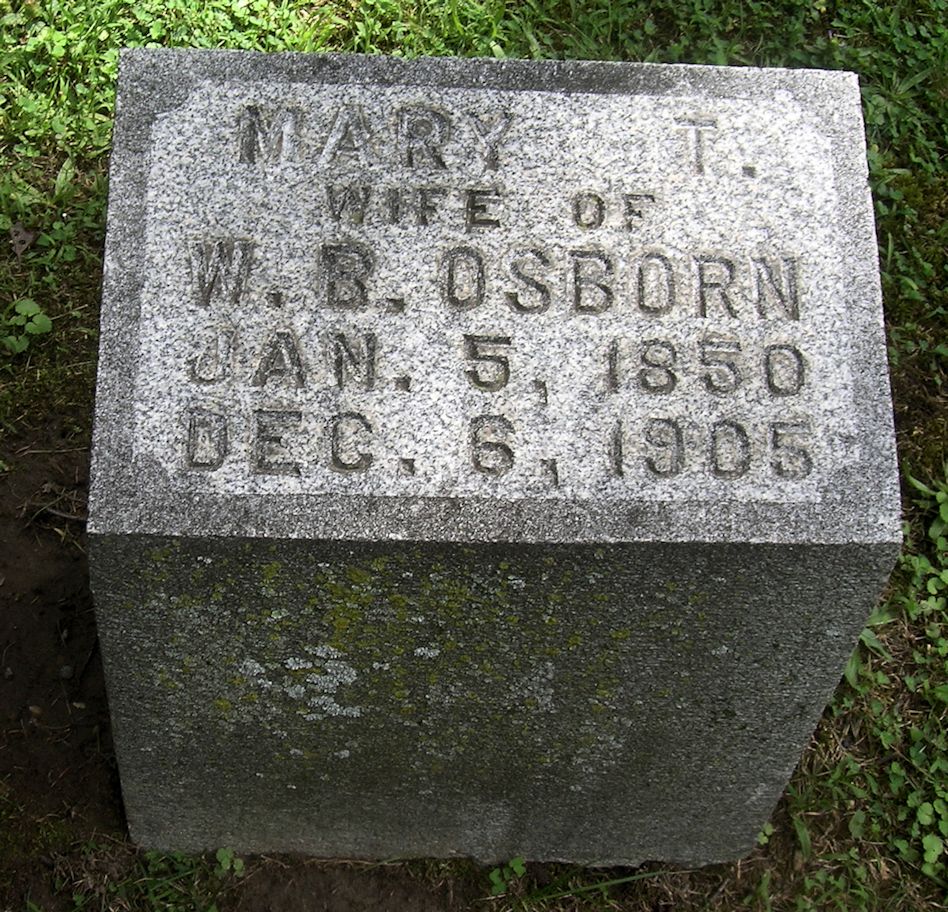 MARY T.
WIFE OF
W. B. OSBORN
JAN. 5, 1850
DEC. 6, 1905